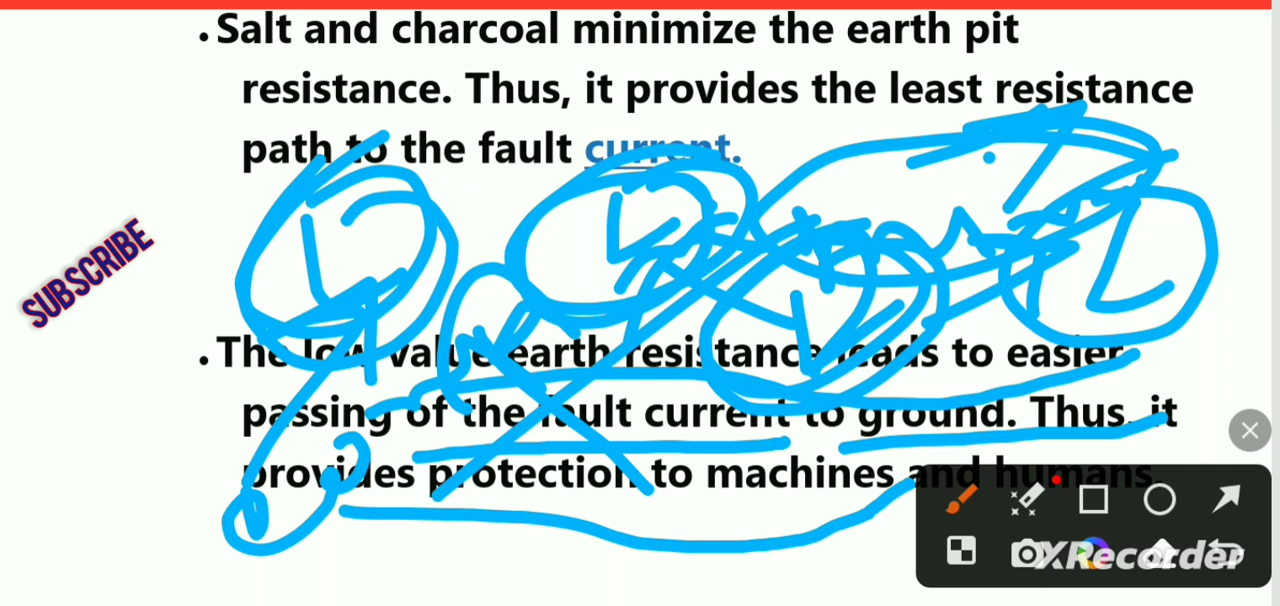 • Salt and charcoal minimize the earth pit
resistance. Thus, it provides the least resistance
path to the fault current.
SUBSCRIBE
• The low value earth resistance leads to easier
passing of the fault current to ground. Thus, it
provides protection to machines and humans.
XRecorder